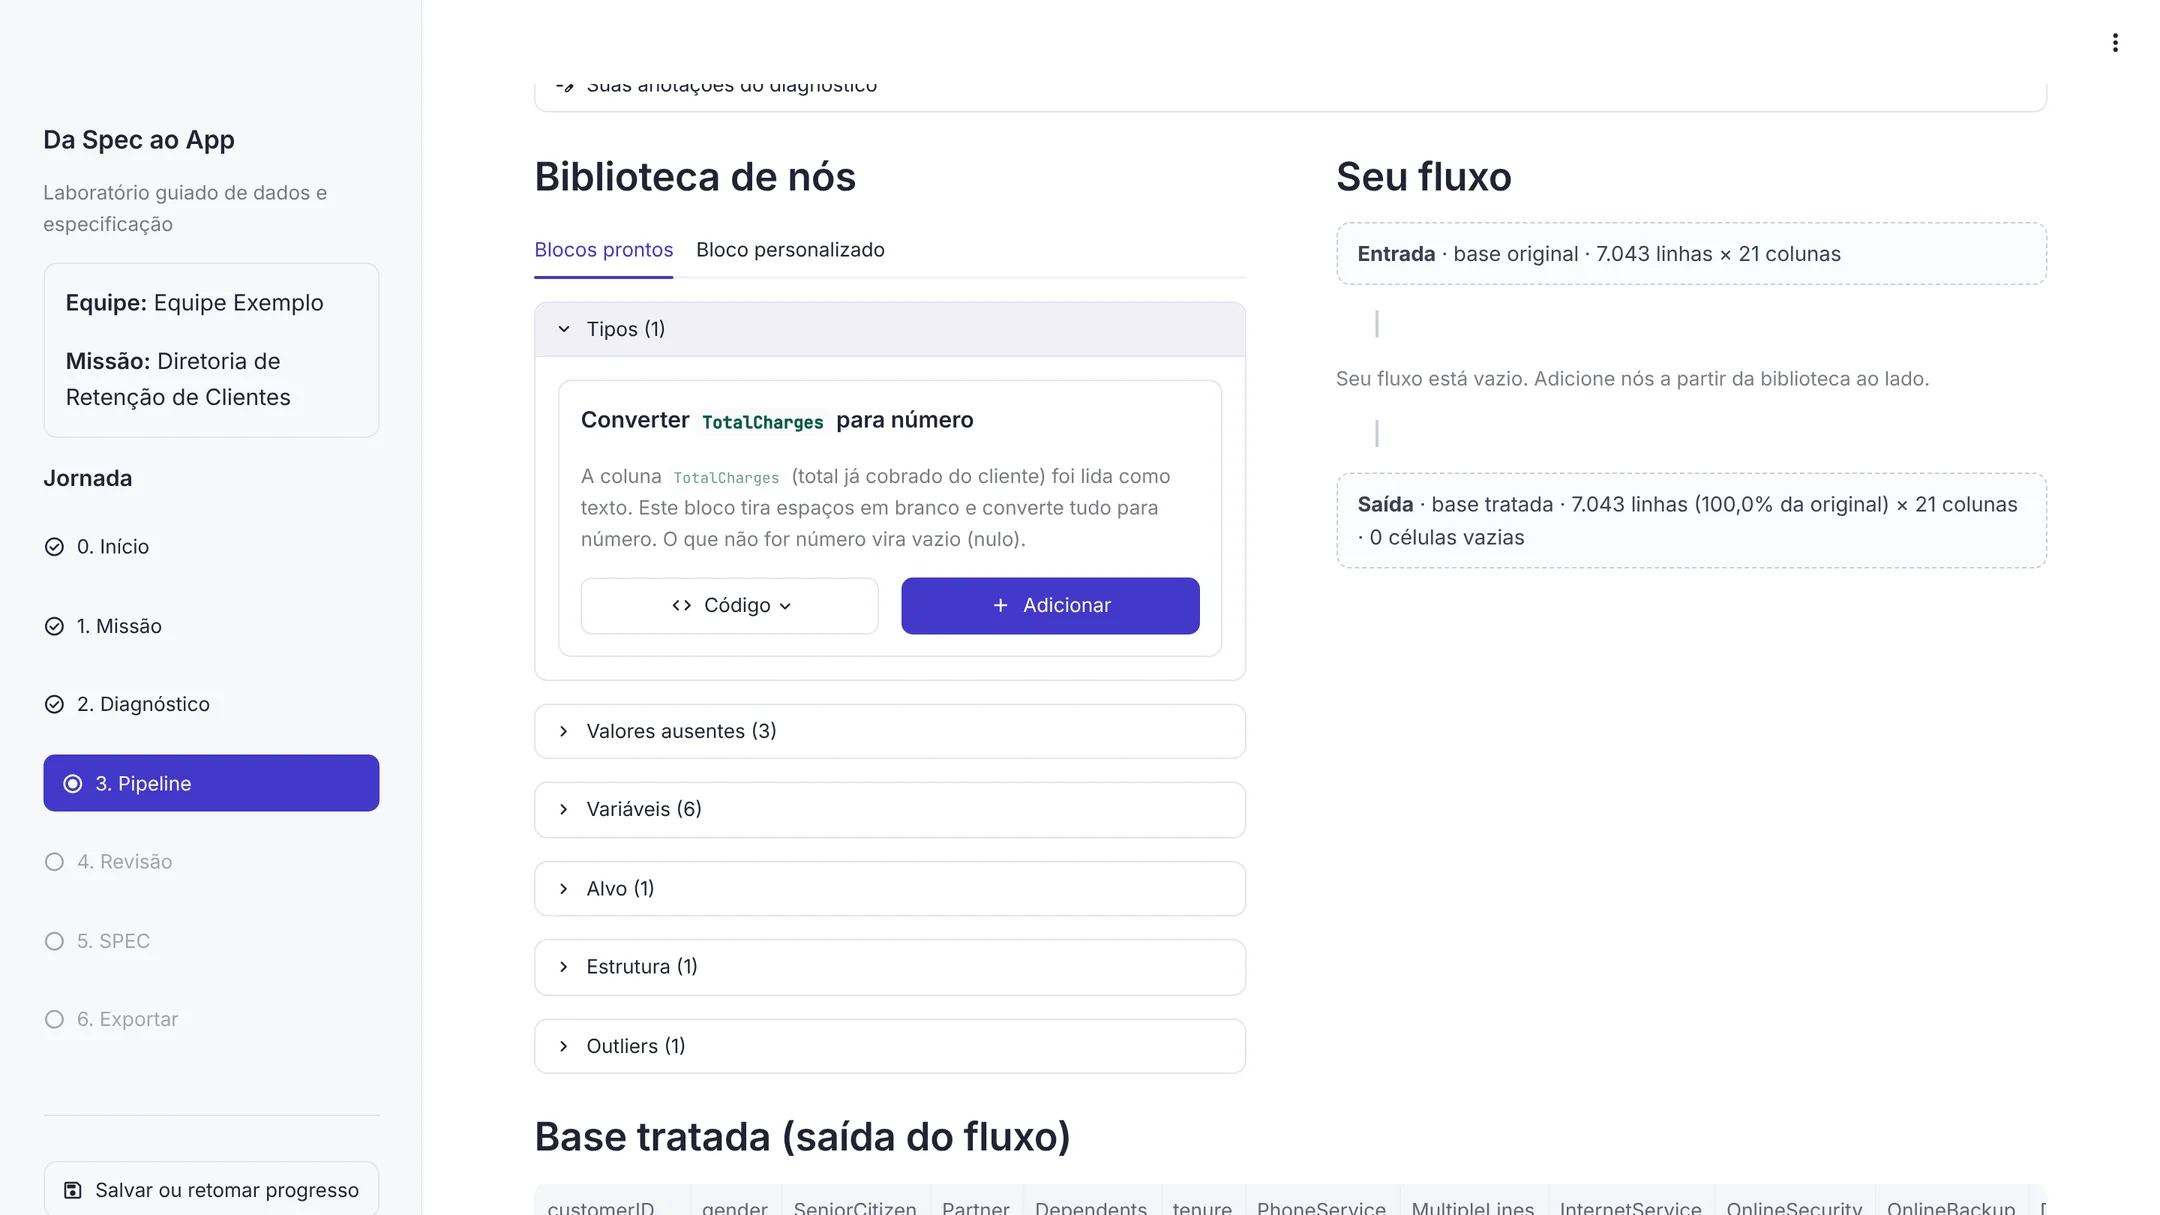 Da Spec ao App
Laboratório guiado de dados e
especificação
Equipe: Equipe Exemplo
Missão: Diretoria de
Retenção de Clientes
Jornada
0. Início
1. Missão
2. Diagnóstico
3. Pipeline
4. Revisão
5. SPEC
6. Exportar
Salvar ou retomar progresso
Suas anotações do diagnóstico
Biblioteca de nós
Blocos prontos
Bloco personalizado
Tipos (1)
Converter TotalCharges para número
A coluna TotalCharges (total já cobrado do cliente) foi lida como
texto. Este bloco tira espaços em branco e converte tudo para
número. O que não for número vira vazio (nulo).
Código
+ Adicionar
Valores ausentes (3)
Variáveis (6)
Alvo (1)
Estrutura (1)
Outliers (1)
Seu fluxo
Entrada · base original · 7.043 linhas × 21 colunas
Seu fluxo está vazio. Adicione nós a partir da biblioteca ao lado.
Saída · base tratada · 7.043 linhas (100,0% da original) × 21 colunas
· 0 células vazias
Base tratada (saída do fluxo)
customerID gender SeniorCitizen Partner Dependents tenure PhoneService MultipleLines InternetService OnlineSecurity OnlineBackup